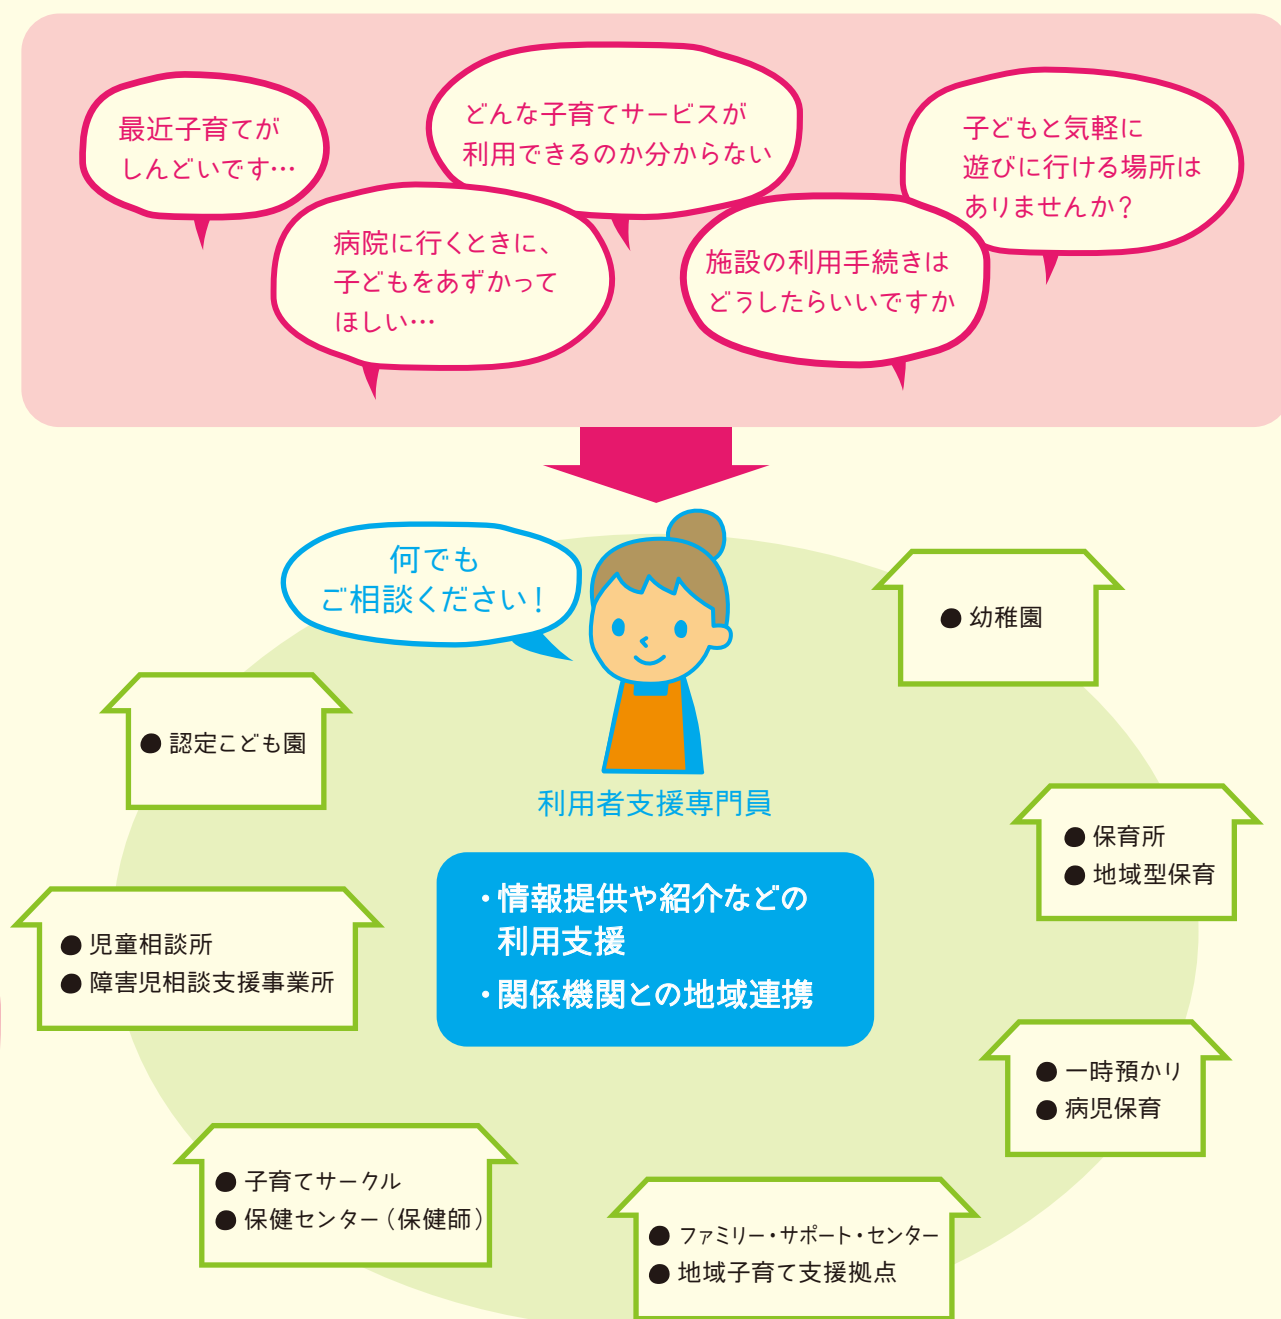 最近子育てが
しんどいです…
どんな子育てサービスが
利用できるのか分からない
子どもと気軽に
遊びに行ける場所は
ありませんか？
病院に行くときに、
子どもをあずかって
ほしい…
施設の利用手続きは
どうしたらいいですか
何でも
ご相談ください！
利用者支援専門員
・情報提供や紹介などの
利用支援
・関係機関との地域連携
● 幼稚園
● 認定こども園
● 保育所
● 地域型保育
● 児童相談所
● 障害児相談支援事業所
● 一時預かり
● 病児保育
● 子育てサークル
● 保健センター（保健師）
● ファミリー・サポート・センター
● 地域子育て支援拠点